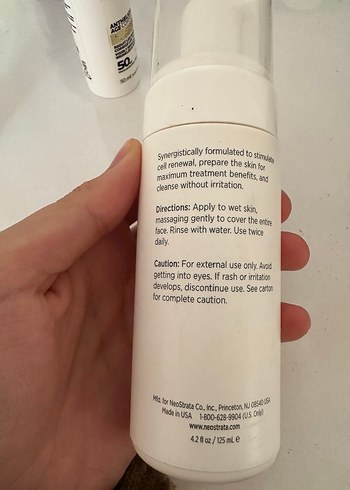 ANTHELIOS
AGE
50
Synergistically formulated to stimulate
cell renewal, prepare the skin for
maximum treatment benefits, and
cleanse without irritation.
Directions: Apply to wet skin,
massaging gently to cover the entire
face. Rinse with water. Use twice
daily.
Caution: For external use only. Avoid
getting into eyes. If rash or irritation
develops, discontinue use. See carton
for complete caution.
Mfd. for NeoStrata Co., Inc., Princeton, NJ 08540 USA
Made in USA 1-800-628-9904 (U.S. Only)
www.neostrata.com
4.2 fl oz / 125 mL e